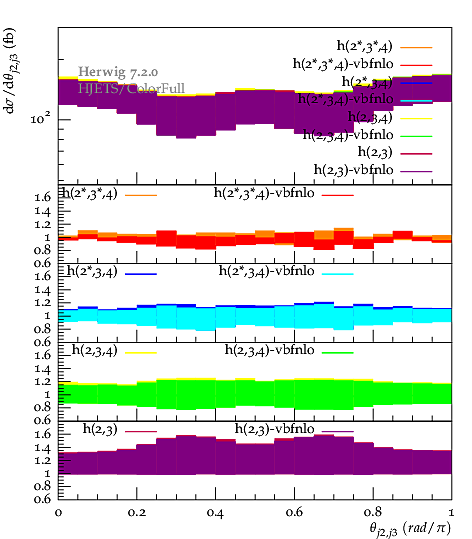 dσ/dθj2,j3 (fb)
10²
Herwig 7.2.0
HJETS/ColorFull
h(2*,3*,4)
h(2*,3*,4)-vbfnlo
h(2*,3,4)
h(2*,3,4)-vbfnlo
h(2,3,4)
h(2,3,4)-vbfnlo
h(2,3)
h(2,3)-vbfnlo
h(2*,3*,4) h(2*,3*,4)-vbfnlo
1.6
1.4
1.2
1
0.8
0.6
h(2*,3,4) h(2*,3,4)-vbfnlo
1.6
1.4
1.2
1
0.8
0.6
h(2,3,4) h(2,3,4)-vbfnlo
1.6
1.4
1.2
1
0.8
0.6
h(2,3) h(2,3)-vbfnlo
1.6
1.4
1.2
1
0.8
0.6
0 0.2 0.4 0.6 0.8 1
θj2,j3 (rad/π)